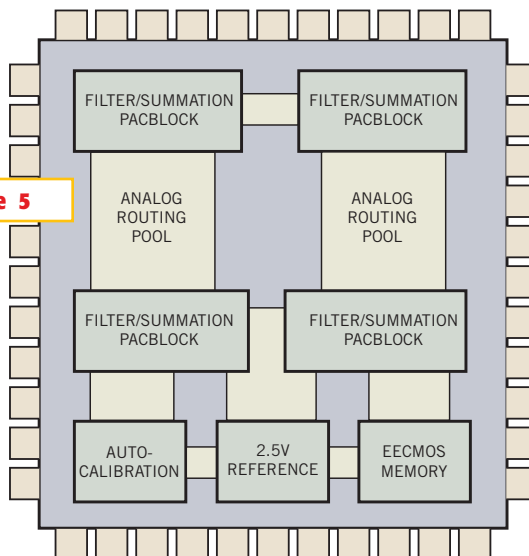 FILTER/SUMMATION
PACBLOCK
FILTER/SUMMATION
PACBLOCK
5
ANALOG
ROUTING
POOL
ANALOG
ROUTING
POOL
FILTER/SUMMATION
PACBLOCK
FILTER/SUMMATION
PACBLOCK
AUTO-
CALIBRATION
2.5V
REFERENCE
EECMOS
MEMORY